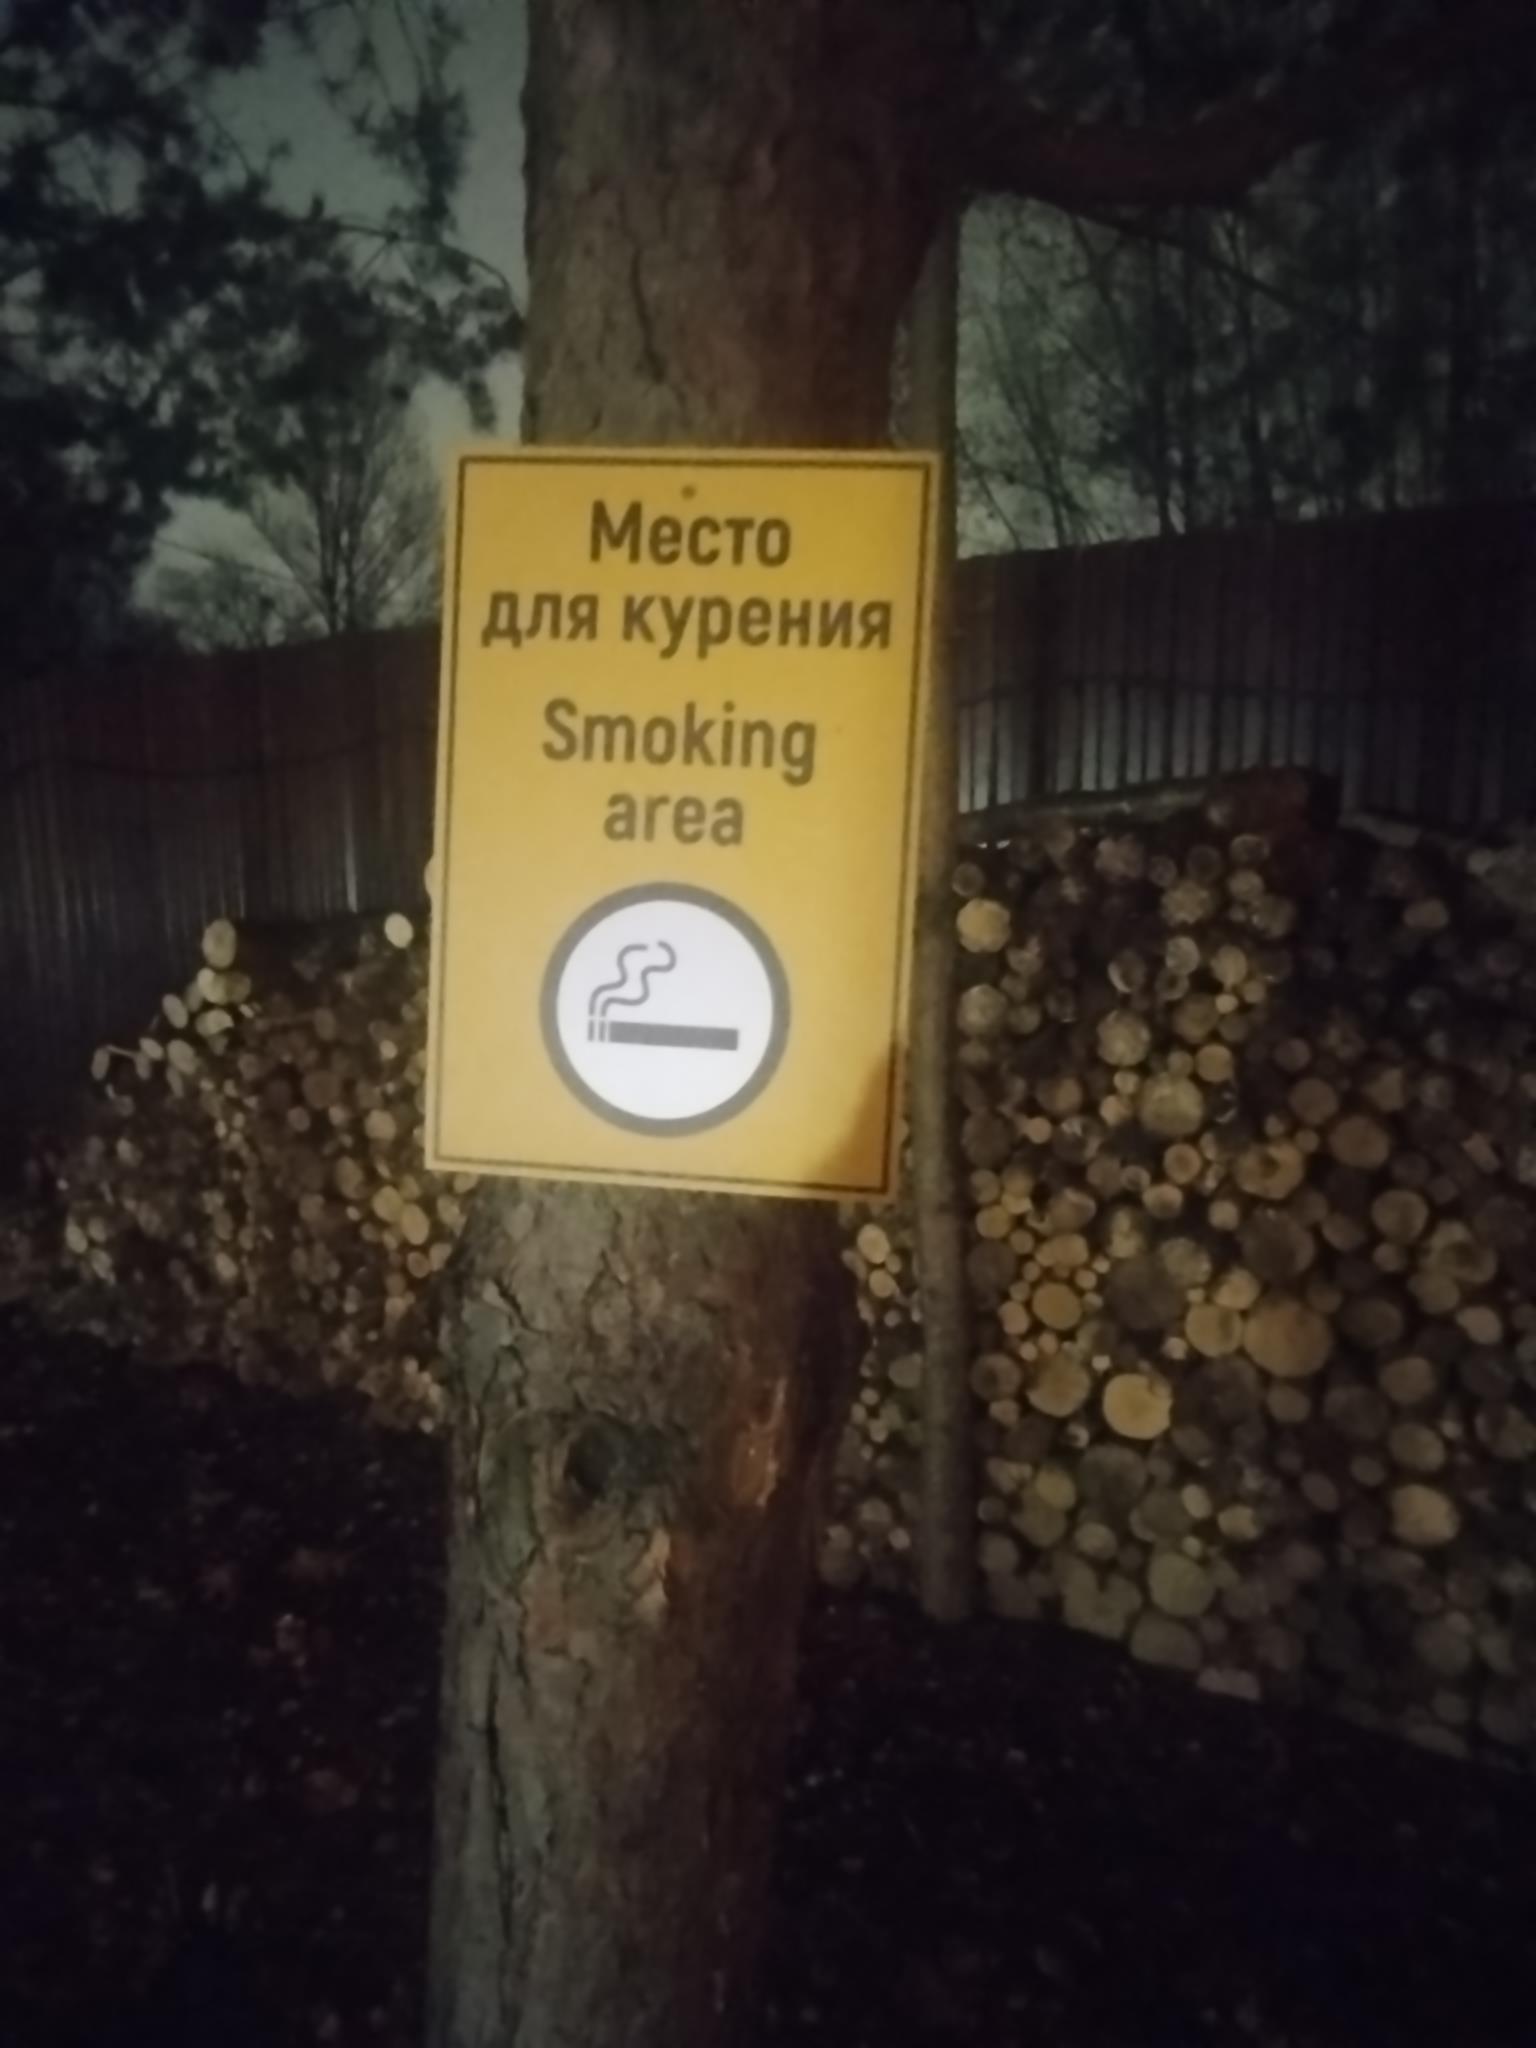 Место
для курения
Smoking
area